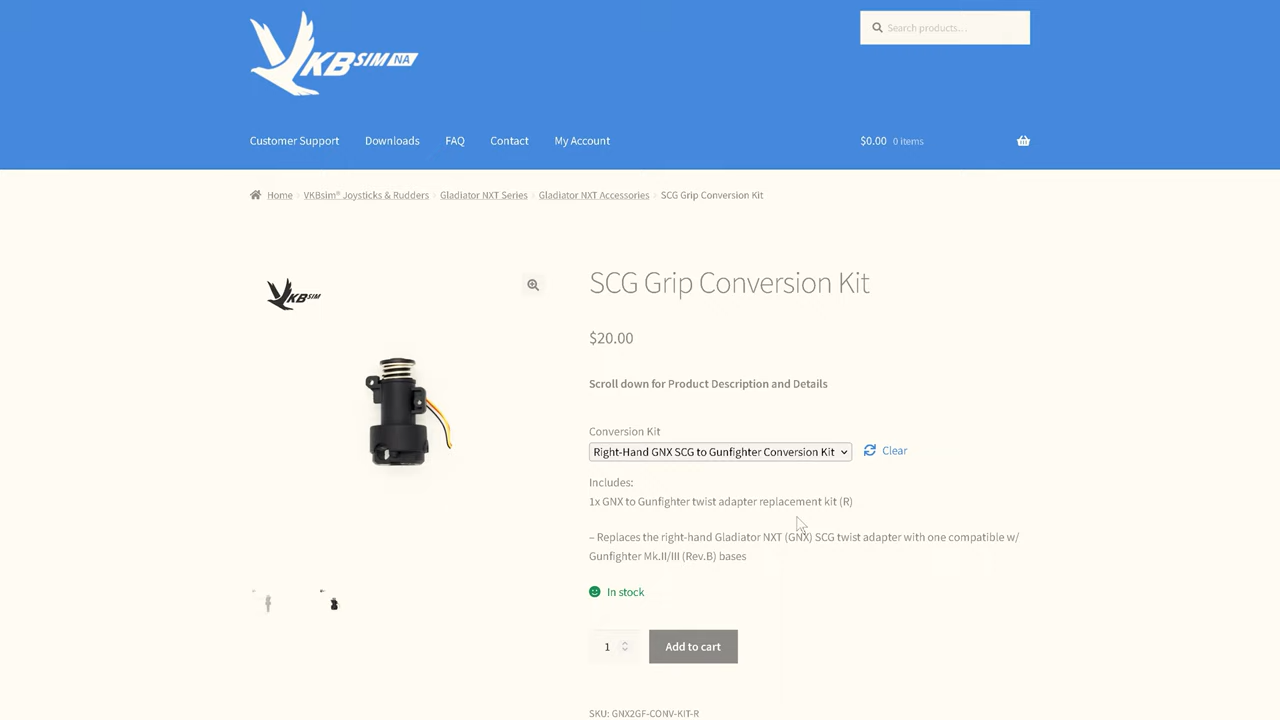 VKBSIM NA
Search products…
Customer Support Downloads FAQ Contact My Account $0.00 0 items
Home › VKBsim® Joysticks & Rudders › Gladiator NXT Series › Gladiator NXT Accessories › SCG Grip Conversion Kit
VKBSIM
SCG Grip Conversion Kit
$20.00
Scroll down for Product Description and Details
Conversion Kit
Right-Hand GNX SCG to Gunfighter Conversion Kit Clear
Includes:
1x GNX to Gunfighter twist adapter replacement kit (R)
– Replaces the right-hand Gladiator NXT (GNX) SCG twist adapter with one compatible w/
Gunfighter Mk.II/III (Rev.B) bases
In stock
1 Add to cart
SKU: GNX2GF-CONV-KIT-R